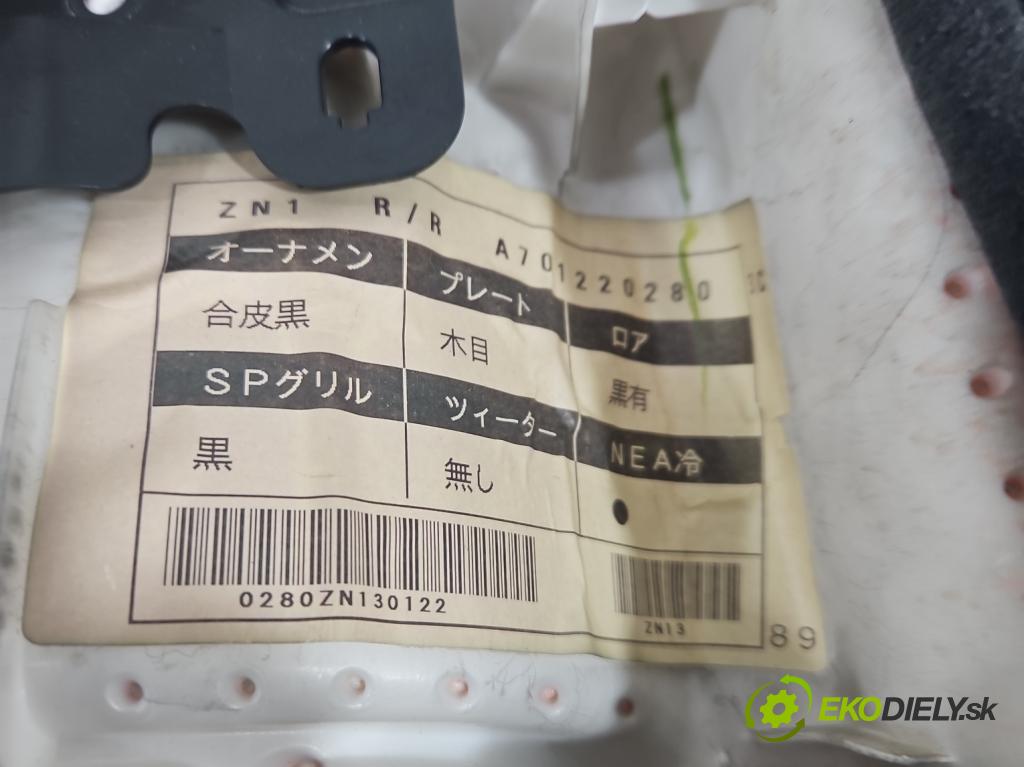 ZN1 R/R A701220280
オーナメン プレート ロア
合皮黒 木目 黒有
SPグリル ツィーター NEA冷
黒 無し ●
0280ZN130122
ZN13
89
EKODIELY.sk